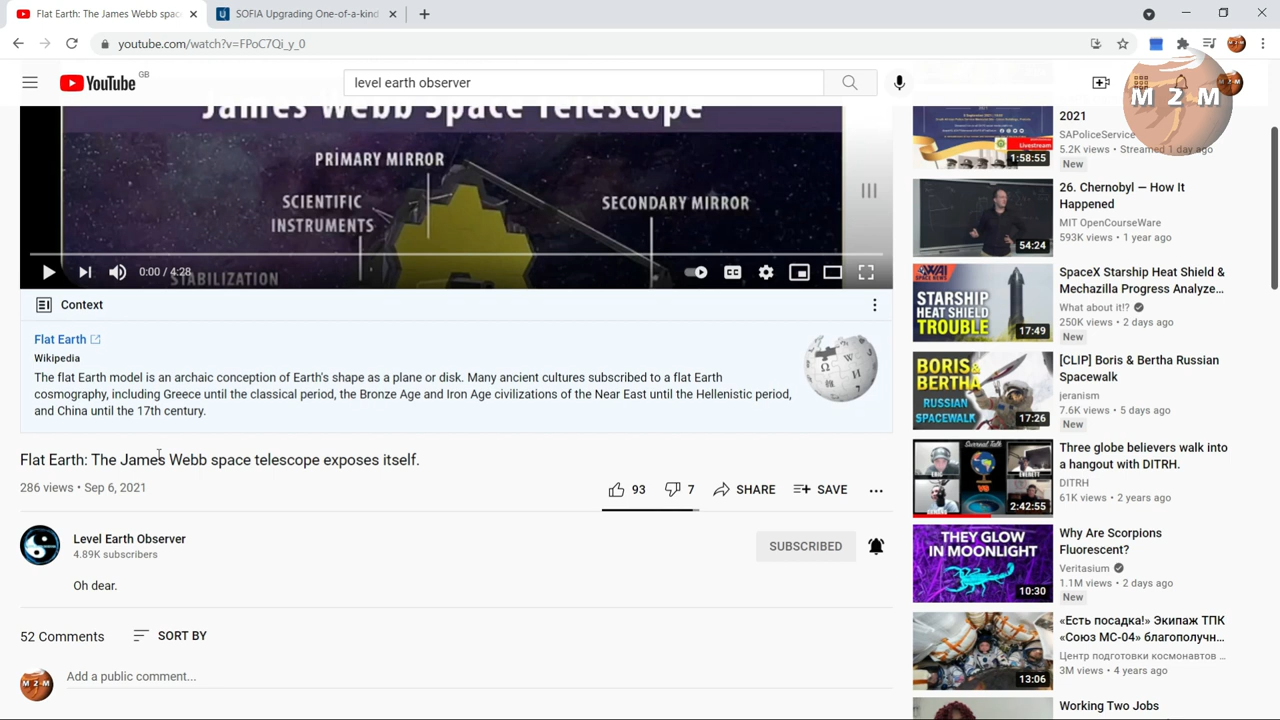 Flat Earth: The James Webb spac
SOFIA Upgrading One-of-a-kind
youtube.com/watch?v=FPoC7Qi_y_0
YouTube
GB
level earth observer
M 2 M
James Webb Space Telescope
PRIMARY MIRROR
SCIENTIFIC
INSTRUMENTS
SECONDARY MIRROR
STABILIZATION
0:00 / 4:28
Context
Flat Earth
Wikipedia
The flat Earth model is an archaic conception of Earth's shape as a plane or disk. Many ancient cultures subscribed to a flat Earth
cosmography, including Greece until the classical period, the Bronze Age and Iron Age civilizations of the Near East until the Hellenistic period,
and China until the 17th century.
Flat Earth: The James Webb space telescope exposes itself.
286 views • Sep 6, 2021
93
7
SHARE
SAVE
Level Earth Observer
4.89K subscribers
SUBSCRIBED
Oh dear.
52 Comments
SORT BY
M 2 M
Add a public comment...
2021
SAPoliceService
5.2K views • Streamed 1 day ago
New
Livestream
1:58:55
26. Chernobyl — How It
Happened
MIT OpenCourseWare
593K views • 1 year ago
54:24
SpaceX Starship Heat Shield &
Mechazilla Progress Analyze...
What about it!?
250K views • 2 days ago
New
WAI
SPACE NEWS
STARSHIP
HEAT SHIELD
TROUBLE
17:49
[CLIP] Boris & Bertha Russian
Spacewalk
jeranism
7.6K views • 5 days ago
New
BORIS &
BERTHA
RUSSIAN
SPACEWALK
17:26
Three globe believers walk into
a hangout with DITRH.
DITRH
61K views • 2 years ago
2:42:55
Why Are Scorpions
Fluorescent?
Veritasium
1.1M views • 2 days ago
New
THEY GLOW
IN MOONLIGHT
10:30
«Есть посадка!» Экипаж ТПК
«Союз МС-04» благополучн...
Центр подготовки космонавтов ...
3M views • 4 years ago
13:06
Working Two Jobs